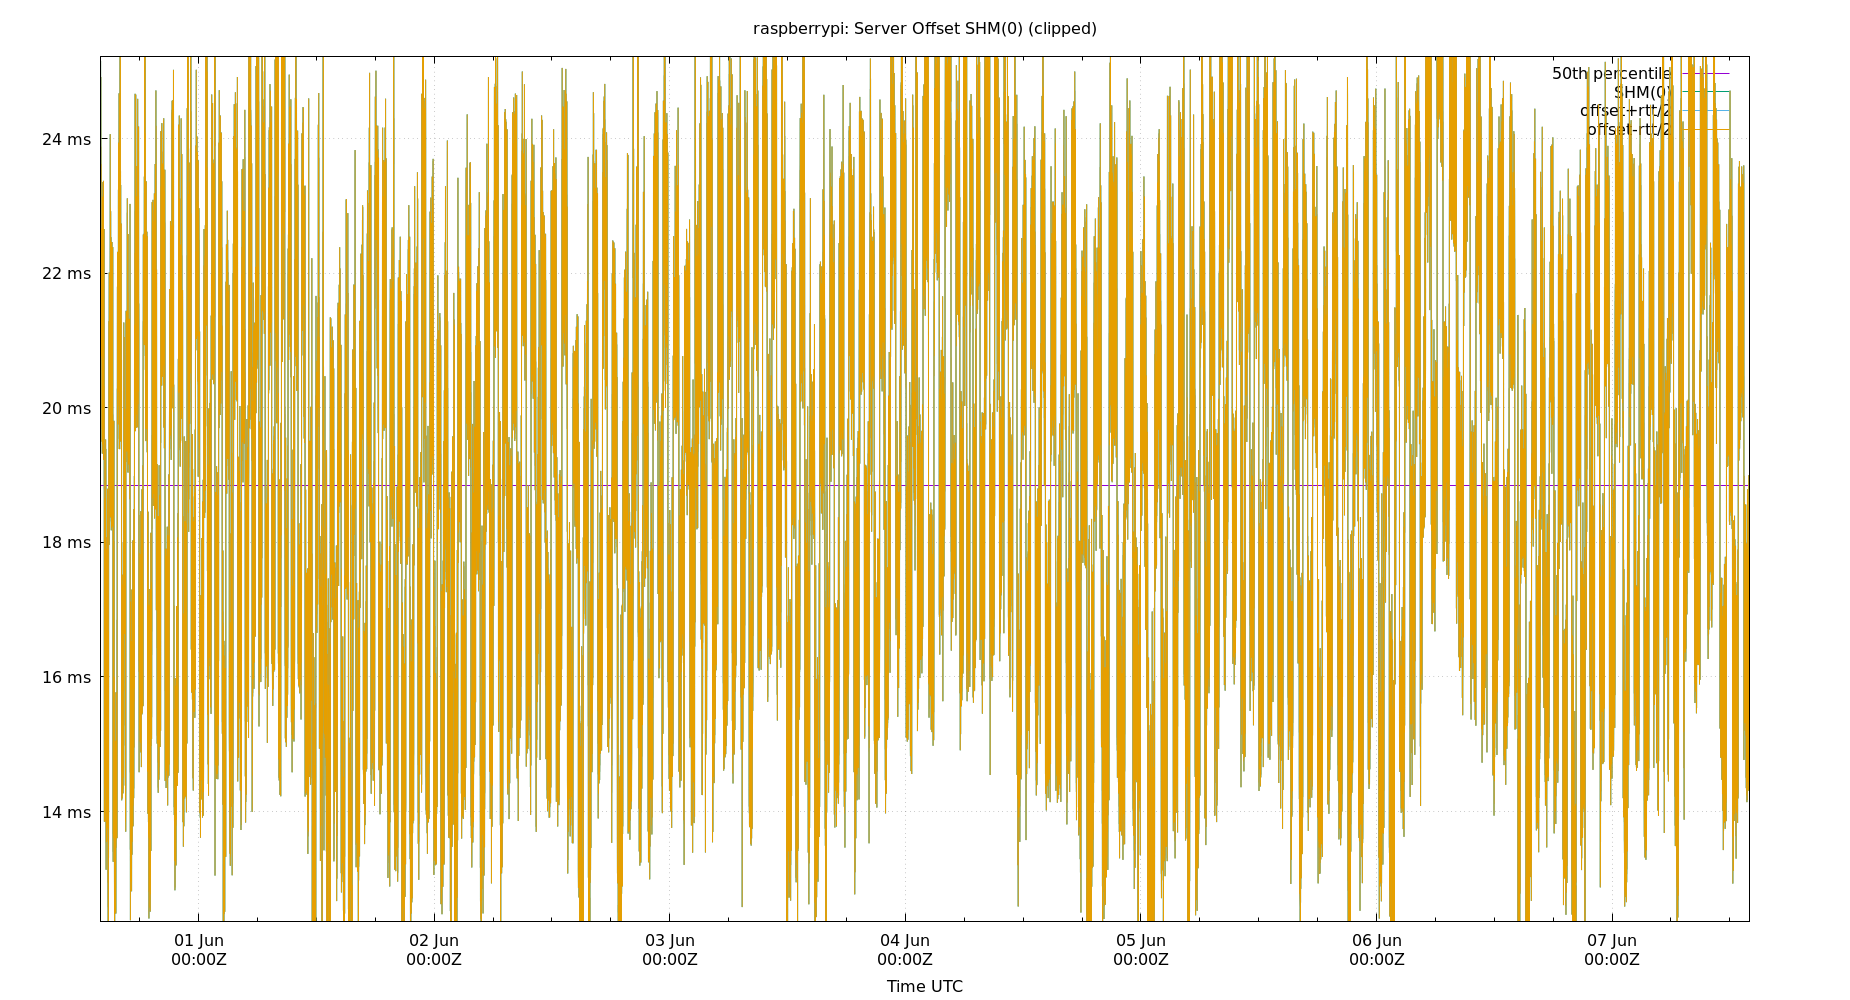 raspberrypi: Server Offset SHM(0) (clipped)
50th percentile
SHM(0)
offset+rtt/2
offset-rtt/2
24 ms
22 ms
20 ms
18 ms
16 ms
14 ms
01 Jun 02 Jun 03 Jun 04 Jun 05 Jun 06 Jun 07 Jun
00:00Z 00:00Z 00:00Z 00:00Z 00:00Z 00:00Z 00:00Z
Time UTC